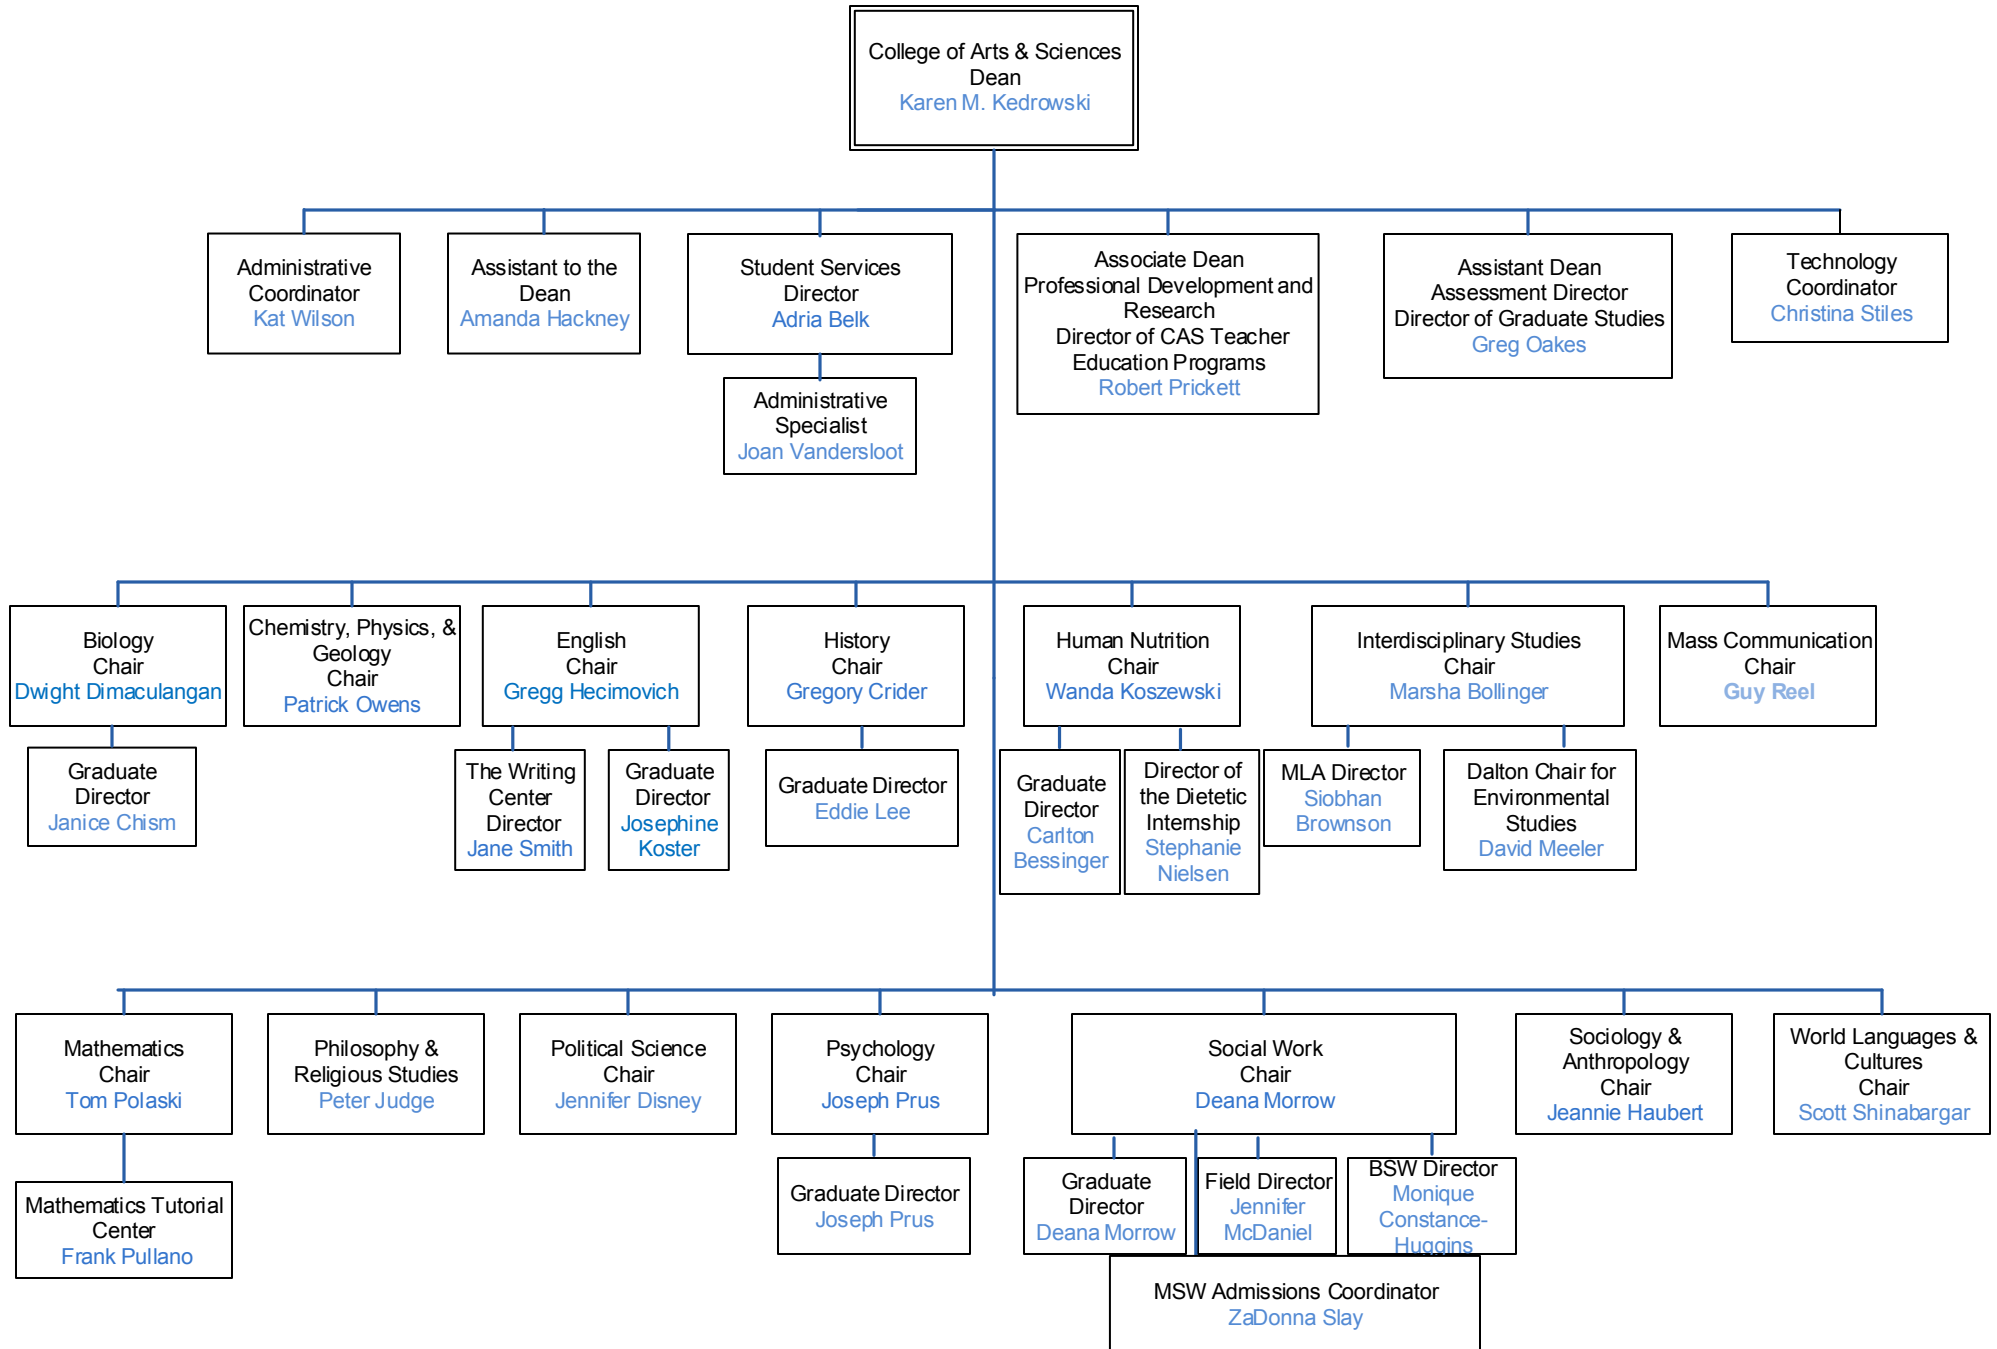 College of Arts & Sciences
Dean
Karen M. Kedrowski
Administrative
Coordinator
Kat Wilson
Assistant to the
Dean
Amanda Hackney
Student Services
Director
Adria Belk
Associate Dean
Professional Development and
Research
Director of CAS Teacher
Education Programs
Robert Prickett
Assistant Dean
Assessment Director
Director of Graduate Studies
Greg Oakes
Technology
Coordinator
Christina Stiles
Administrative
Specialist
Joan Vandersloot
Biology
Chair
Dwight Dimaculangan
Chemistry, Physics, &
Geology
Chair
Patrick Owens
English
Chair
Gregg Hecimovich
History
Chair
Gregory Crider
Human Nutrition
Chair
Wanda Koszewski
Interdisciplinary Studies
Chair
Marsha Bollinger
Mass Communication
Chair
Guy Reel
Graduate
Director
Janice Chism
The Writing
Center
Director
Jane Smith
Graduate
Director
Josephine
Koster
Graduate Director
Eddie Lee
Graduate
Director
Carlton
Bessinger
Director of
the Dietetic
Internship
Stephanie
Nielsen
MLA Director
Siobhan
Brownson
Dalton Chair for
Environmental
Studies
David Meeler
Mathematics
Chair
Tom Polaski
Philosophy &
Religious Studies
Peter Judge
Political Science
Chair
Jennifer Disney
Psychology
Chair
Joseph Prus
Social Work
Chair
Deana Morrow
Sociology &
Anthropology
Chair
Jeannie Haubert
World Languages &
Cultures
Chair
Scott Shinabargar
Mathematics Tutorial
Center
Frank Pullano
Graduate Director
Joseph Prus
Graduate
Director
Deana Morrow
Field Director
Jennifer
McDaniel
BSW Director
Monique
Constance-
Huggins
MSW Admissions Coordinator
ZaDonna Slay